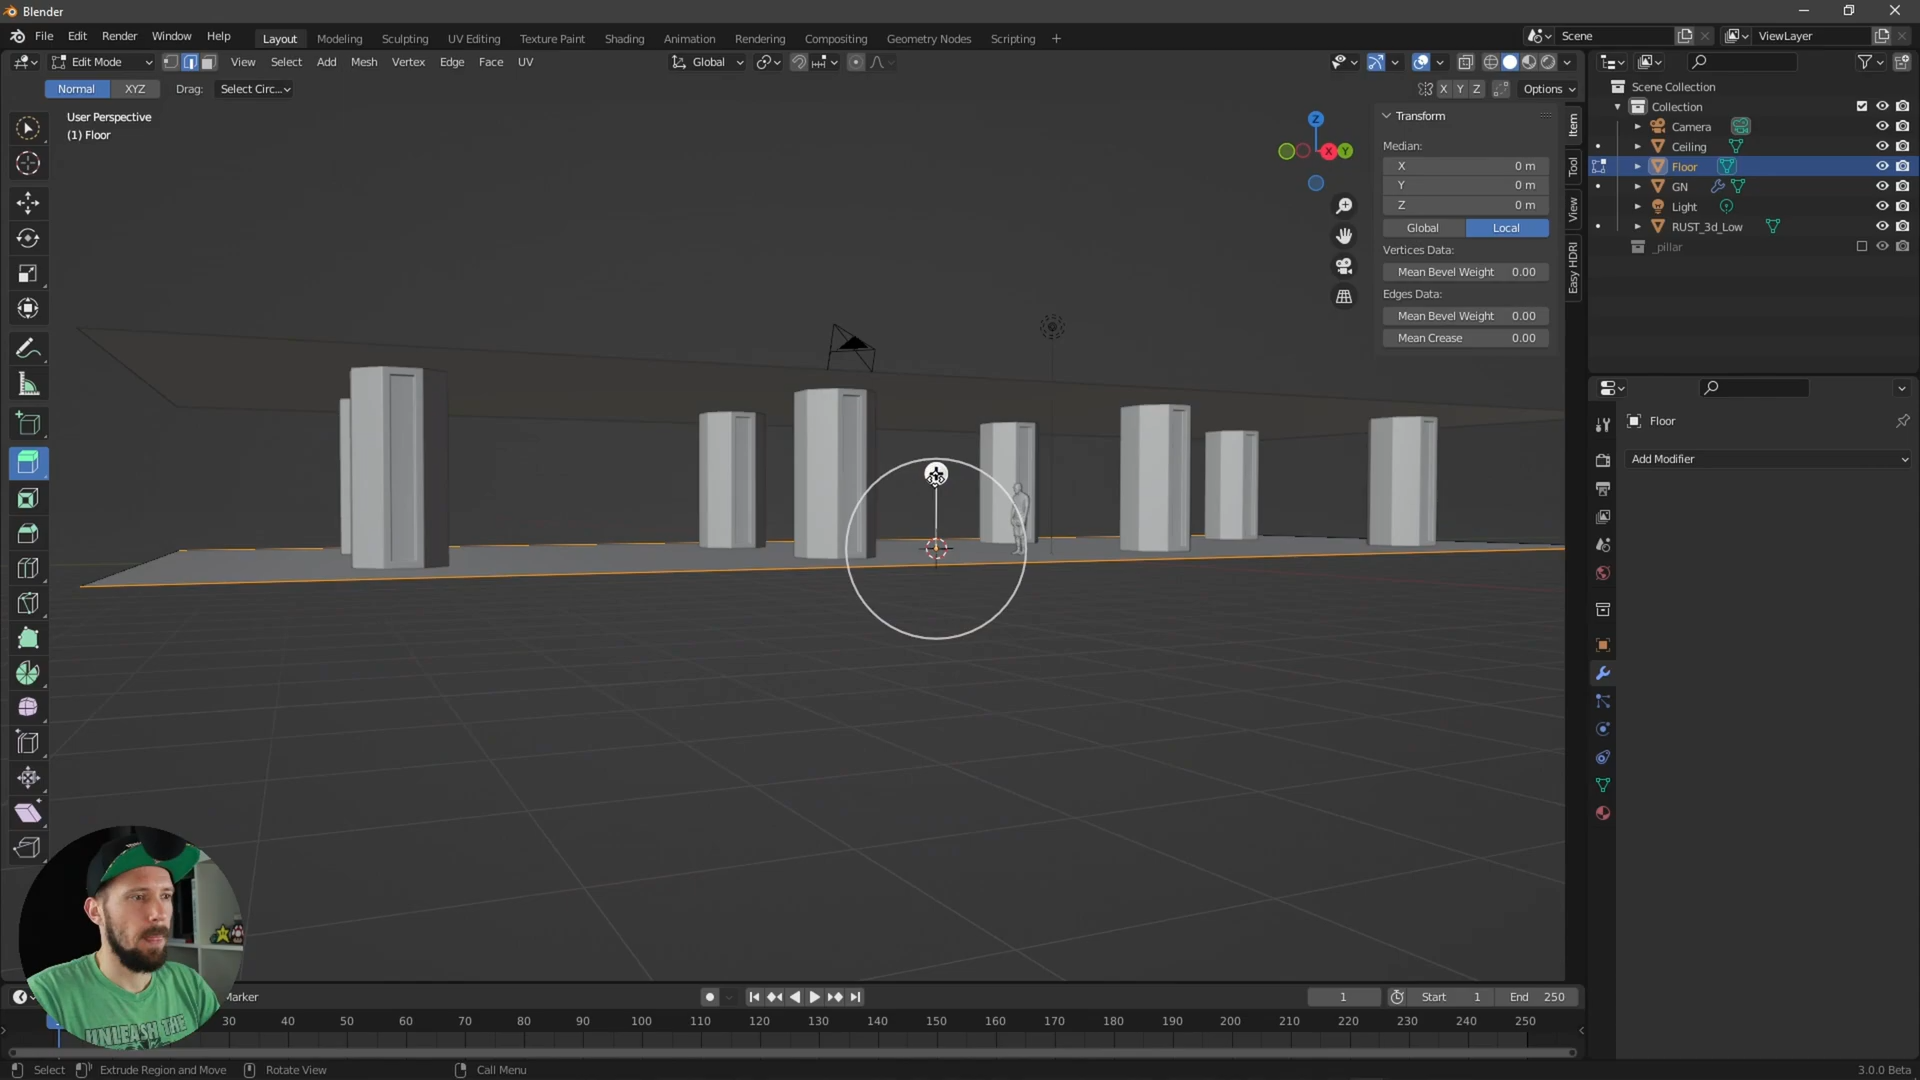 Blender
File Edit Render Window Help
Layout Modeling Sculpting UV Editing Texture Paint Shading Animation Rendering Compositing Geometry Nodes Scripting +
Scene
ViewLayer
Edit Mode View Select Add Mesh Vertex Edge Face UV
Global
Normal XYZ Drag: Select Circ...
X Y Z Options
User Perspective
(1) Floor
Z
X Y
Transform
Median:
X 0 m
Y 0 m
Z 0 m
Global Local
Vertices Data:
Mean Bevel Weight 0.00
Edges Data:
Mean Bevel Weight 0.00
Mean Crease 0.00
Item
Tool
View
Easy HDRI
Scene Collection
Collection
Camera
Ceiling
Floor
GN
Light
RUST_3d_Low
_pillar
Floor
Add Modifier
Marker
1 Start 1 End 250
30 40 50 60 70 80 90 100 110 120 130 140 150 160 170 180 190 200 210 220 230 240 250
UNLEASH THE
Select Extrude Region and Move Rotate View Call Menu
3.0.0 Beta